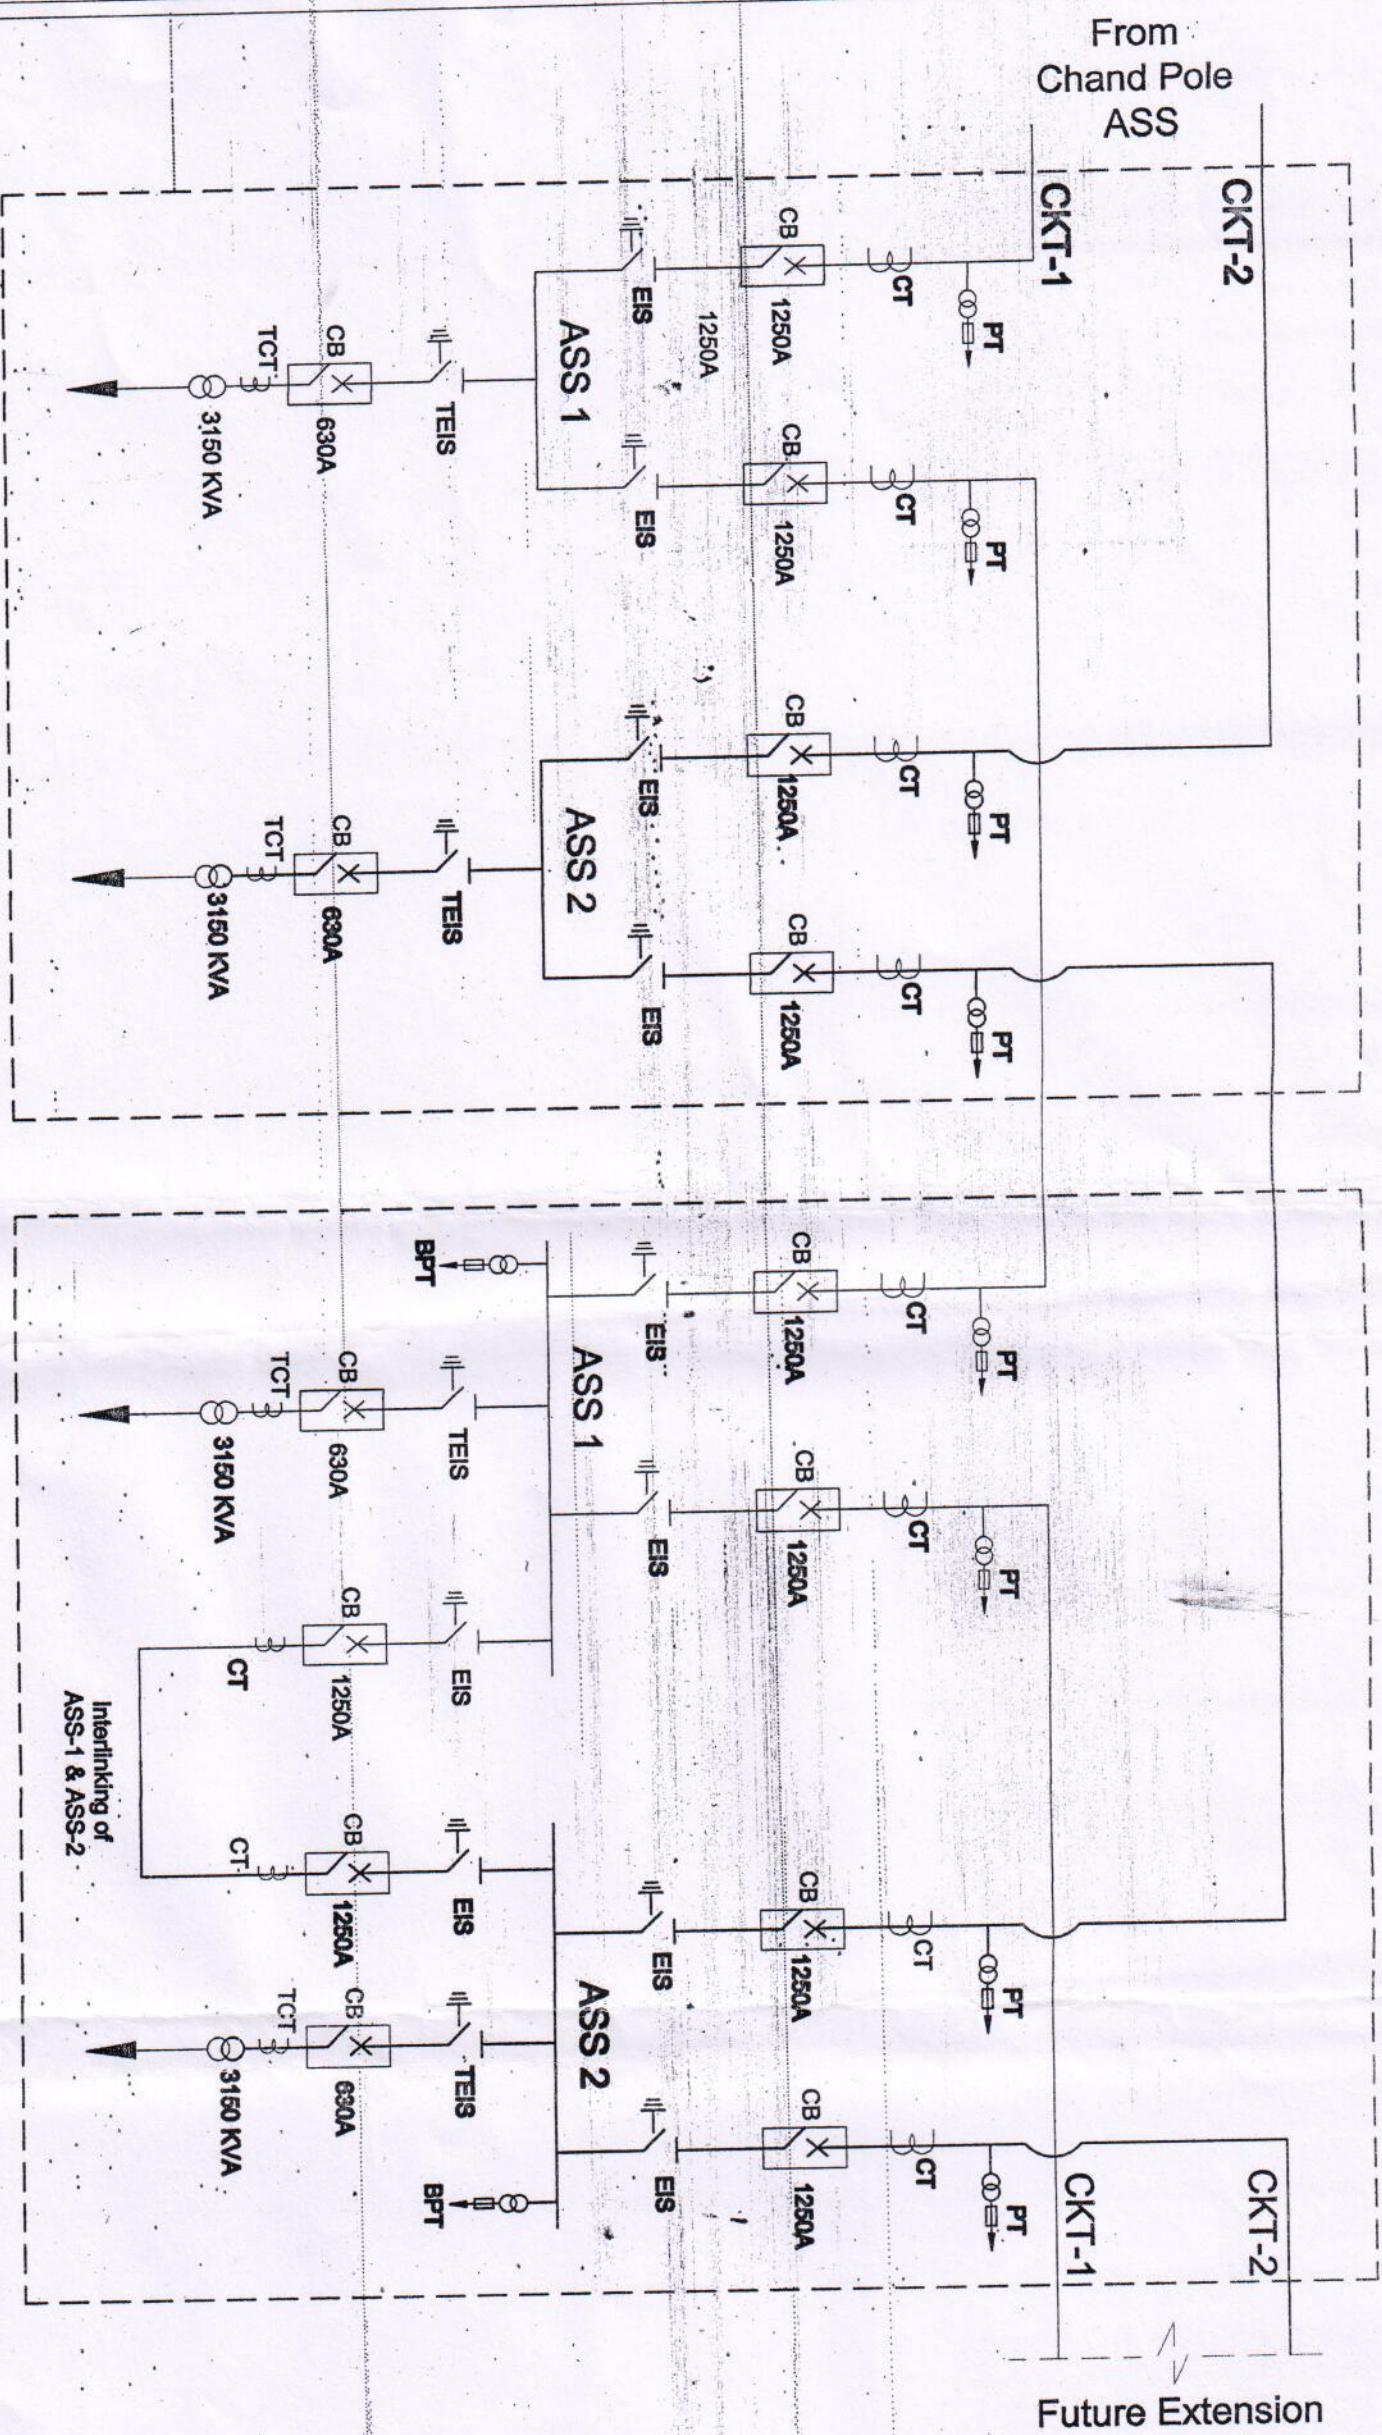 From
Chand Pole
ASS
CKT-2
CKT-1
PT
CT
CB
1250A
1250A
EIS
ASS 1
TEIS
CB
630A
TCT
3150 KVA
PT
CT
CB
1250A
EIS
PT
CT
CB
1250A
EIS
ASS 2
TEIS
CB
630A
TCT
3150 KVA
PT
CT
CB
1250A
EIS
PT
CT
CB
1250A
EIS
BPT
ASS 1
TEIS
CB
630A
TCT
3150 KVA
PT
CT
CB
1250A
EIS
EIS
CB
1250A
CT
Interlinking of
ASS-1 & ASS-2
EIS
CB
1250A
CT
PT
CT
CB
1250A
EIS
ASS 2
TEIS
CB
630A
TCT
3150 KVA
PT
CT
CB
1250A
EIS
BPT
CKT-2
CKT-1
Future Extension